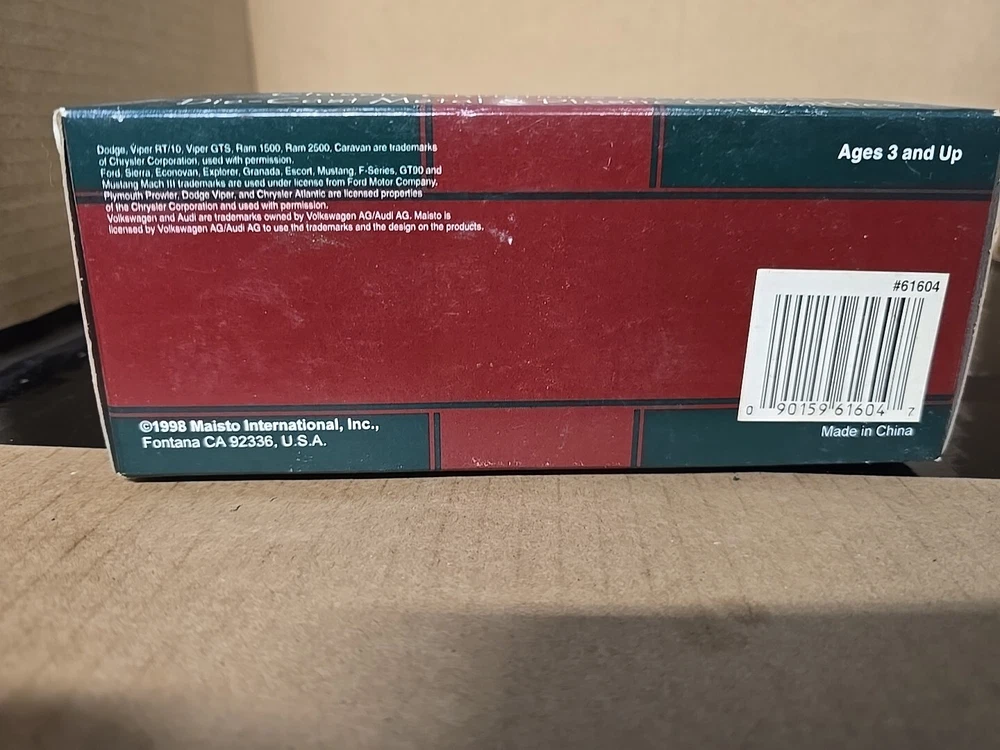 Die-Cast Metal
Dodge, Viper RT/10, Viper GTS, Ram 1500, Ram 2500, Caravan are trademarks
of Chrysler Corporation, used with permission.
Ford, Sierra, Econovan, Explorer, Granada, Escort, Mustang, F-Series, GT90 and
Mustang Mach III trademarks are used under license from Ford Motor Company.
Plymouth Prowler, Dodge Viper, and Chrysler Atlantic are licensed properties
of the Chrysler Corporation and used with permission.
Volkswagen and Audi are trademarks owned by Volkswagen AG/Audi AG. Maisto is
licensed by Volkswagen AG/Audi AG to use the trademarks and the design on the products.
Ages 3 and Up
#61604
0 90159 61604 7
Made in China
©1998 Maisto International, Inc.,
Fontana CA 92336, U.S.A.